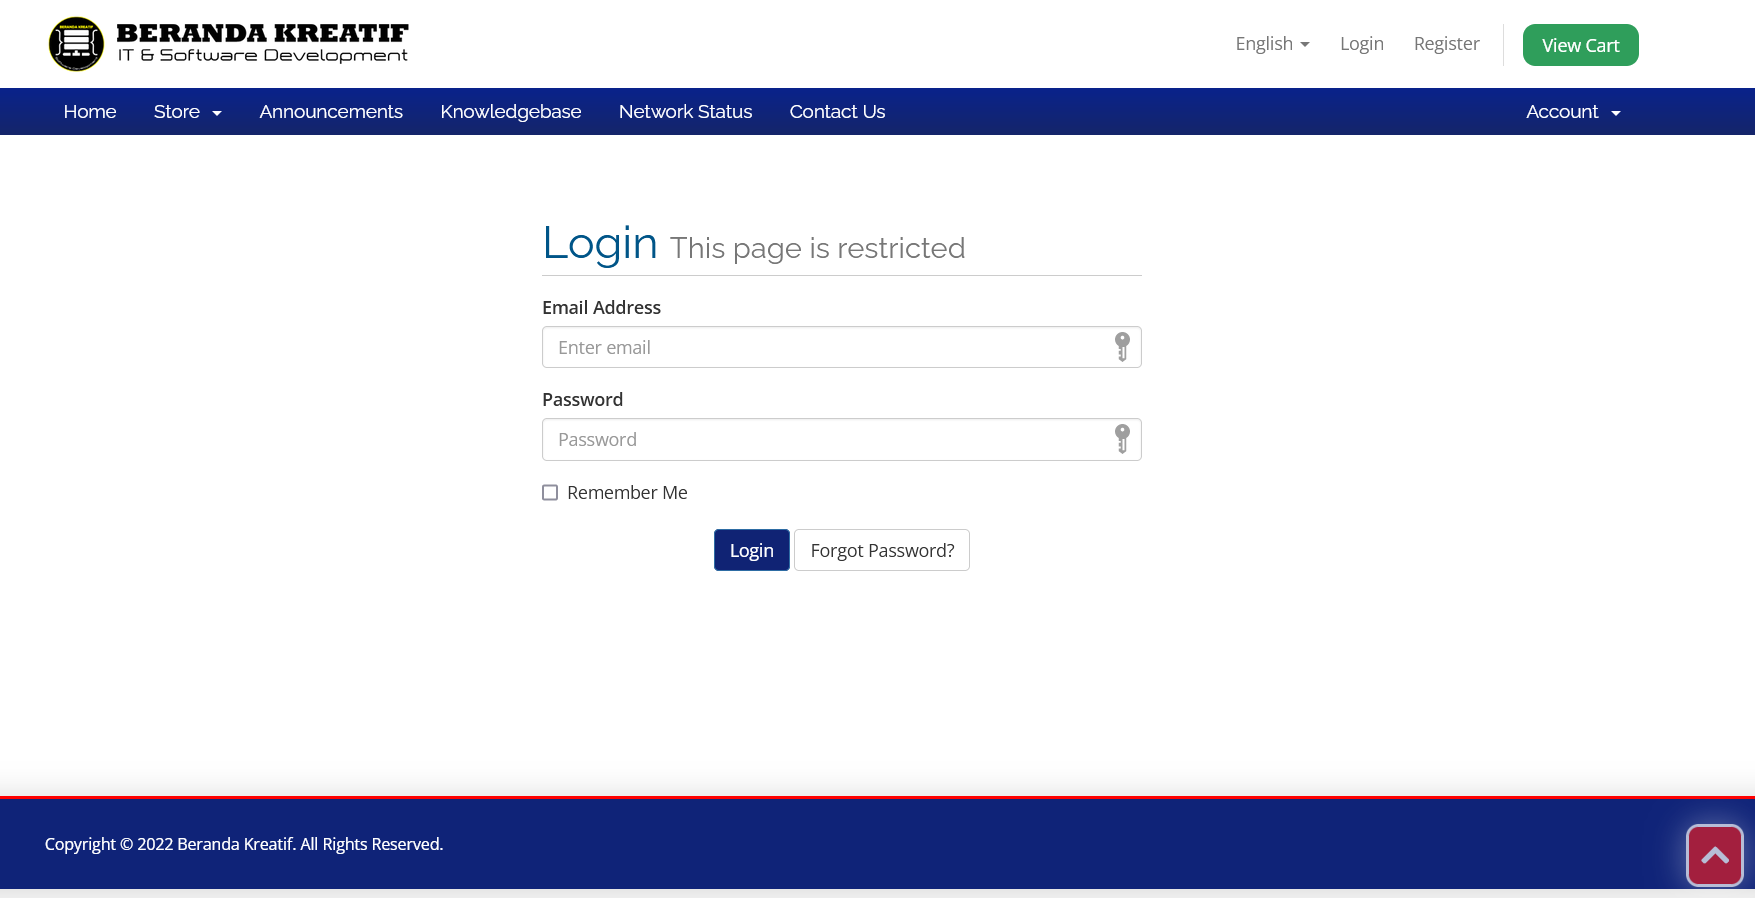 BERANDA KREATIF
BERANDA KREATIF
IT & Software Development
English
Login
Register
View Cart
Home
Store
Announcements
Knowledgebase
Network Status
Contact Us
Account
Login This page is restricted
Email Address
Enter email
Password
Password
Remember Me
Login
Forgot Password?
Copyright © 2022 Beranda Kreatif. All Rights Reserved.